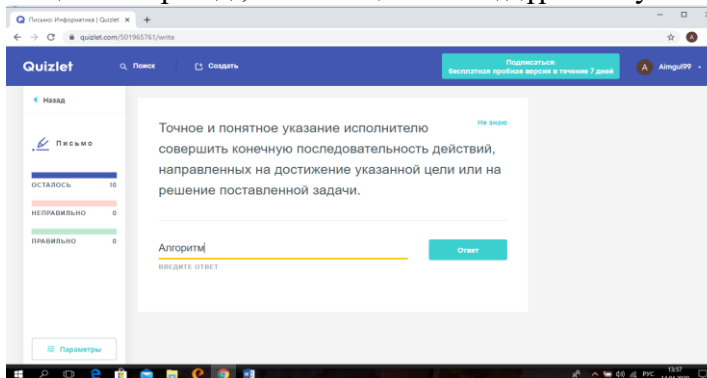 Письмо: Информатика | Quizlet
quizlet.com/501965761/write
Quizlet
Поиск
Создать
Подписаться:
бесплатная пробная версия в течение 7 дней
A
Aimgul99
Назад
Письмо
ОСТАЛОСЬ 10
НЕПРАВИЛЬНО 0
ПРАВИЛЬНО 0
Параметры
Точное и понятное указание исполнителю
Не знаю
совершить конечную последовательность действий,
направленных на достижение указанной цели или на
решение поставленной задачи.
Алгоритм
Ответ
ВВЕДИТЕ ОТВЕТ
РУС
13:57